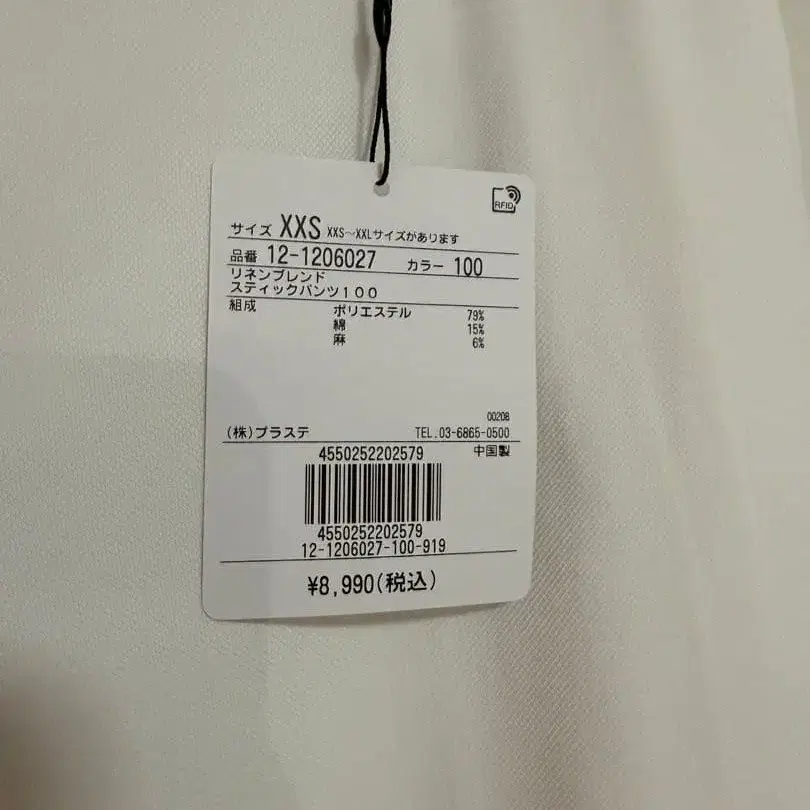 RFID
サイズ XXS XXS~XXLサイズがあります
品番 12-1206027 カラー 100
リネンブレンド
スティックパンツ100
組成 ポリエステル 79%
綿 15%
麻 6%
00208
(株)プラステ TEL.03-6865-0500
4550252202579 中国製
4550252202579
12-1206027-100-919
¥8,990(税込)